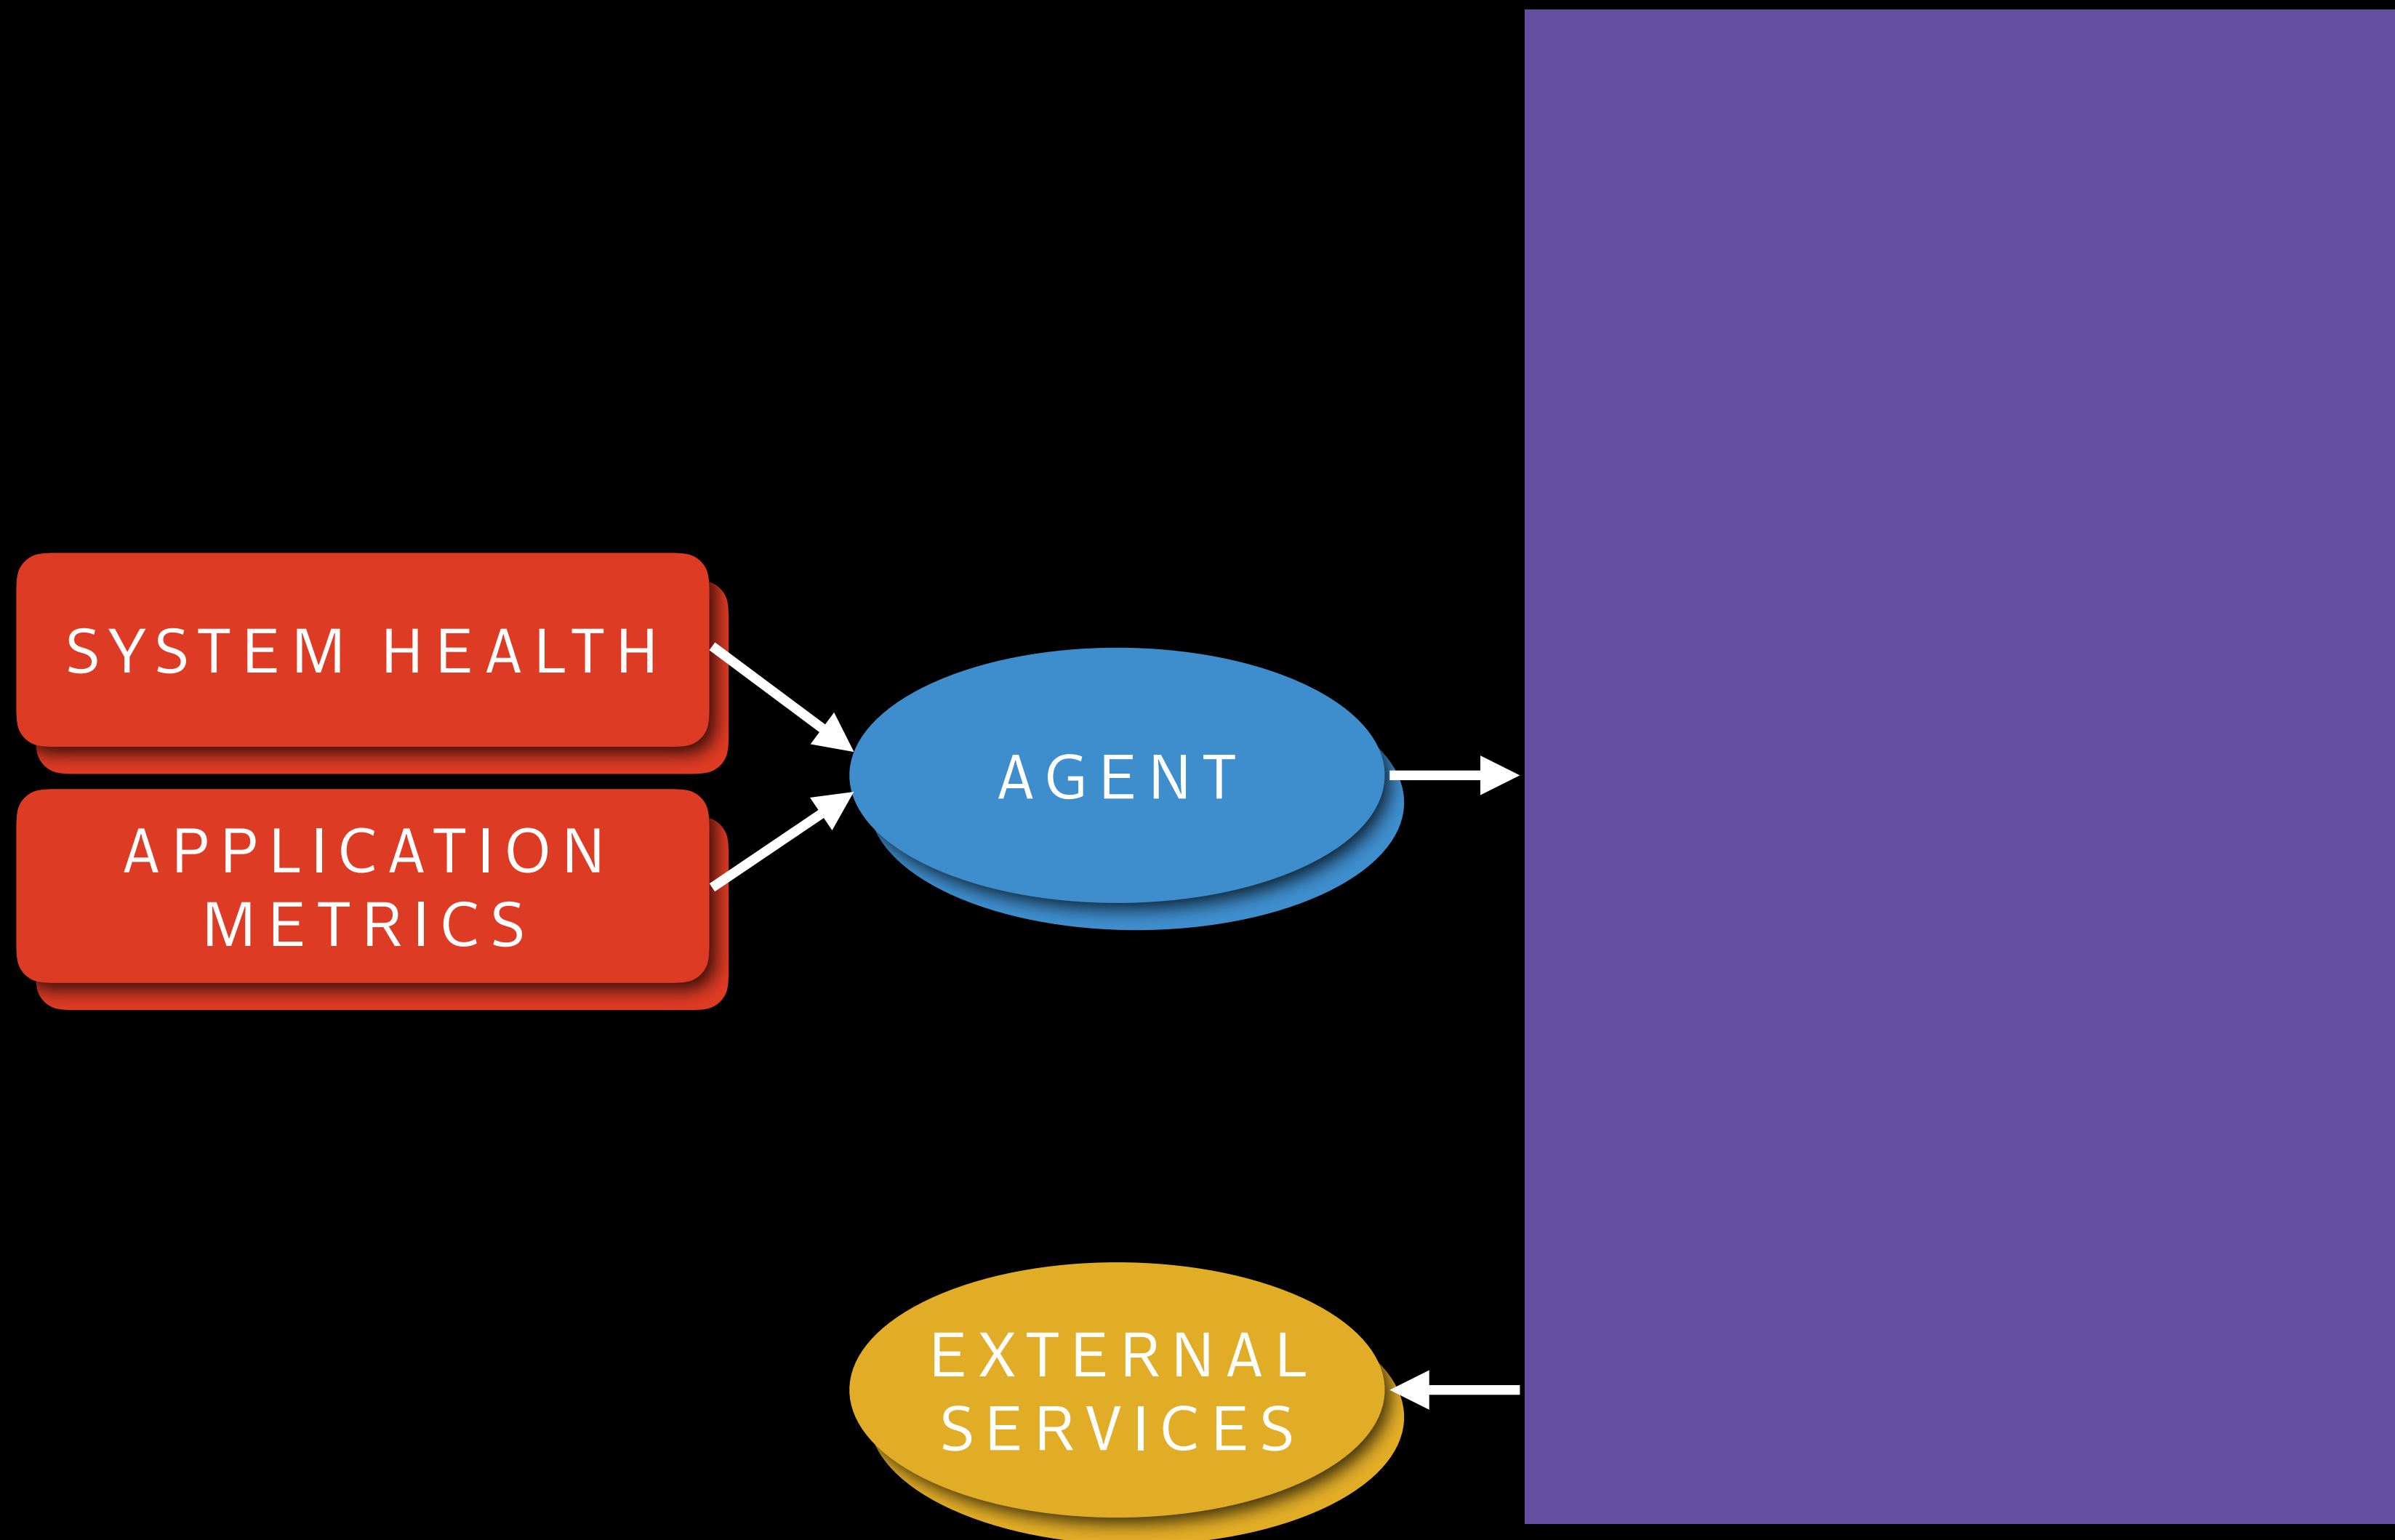 SYSTEM HEALTH
APPLICATION
METRICS
AGENT
EXTERNAL
SERVICES